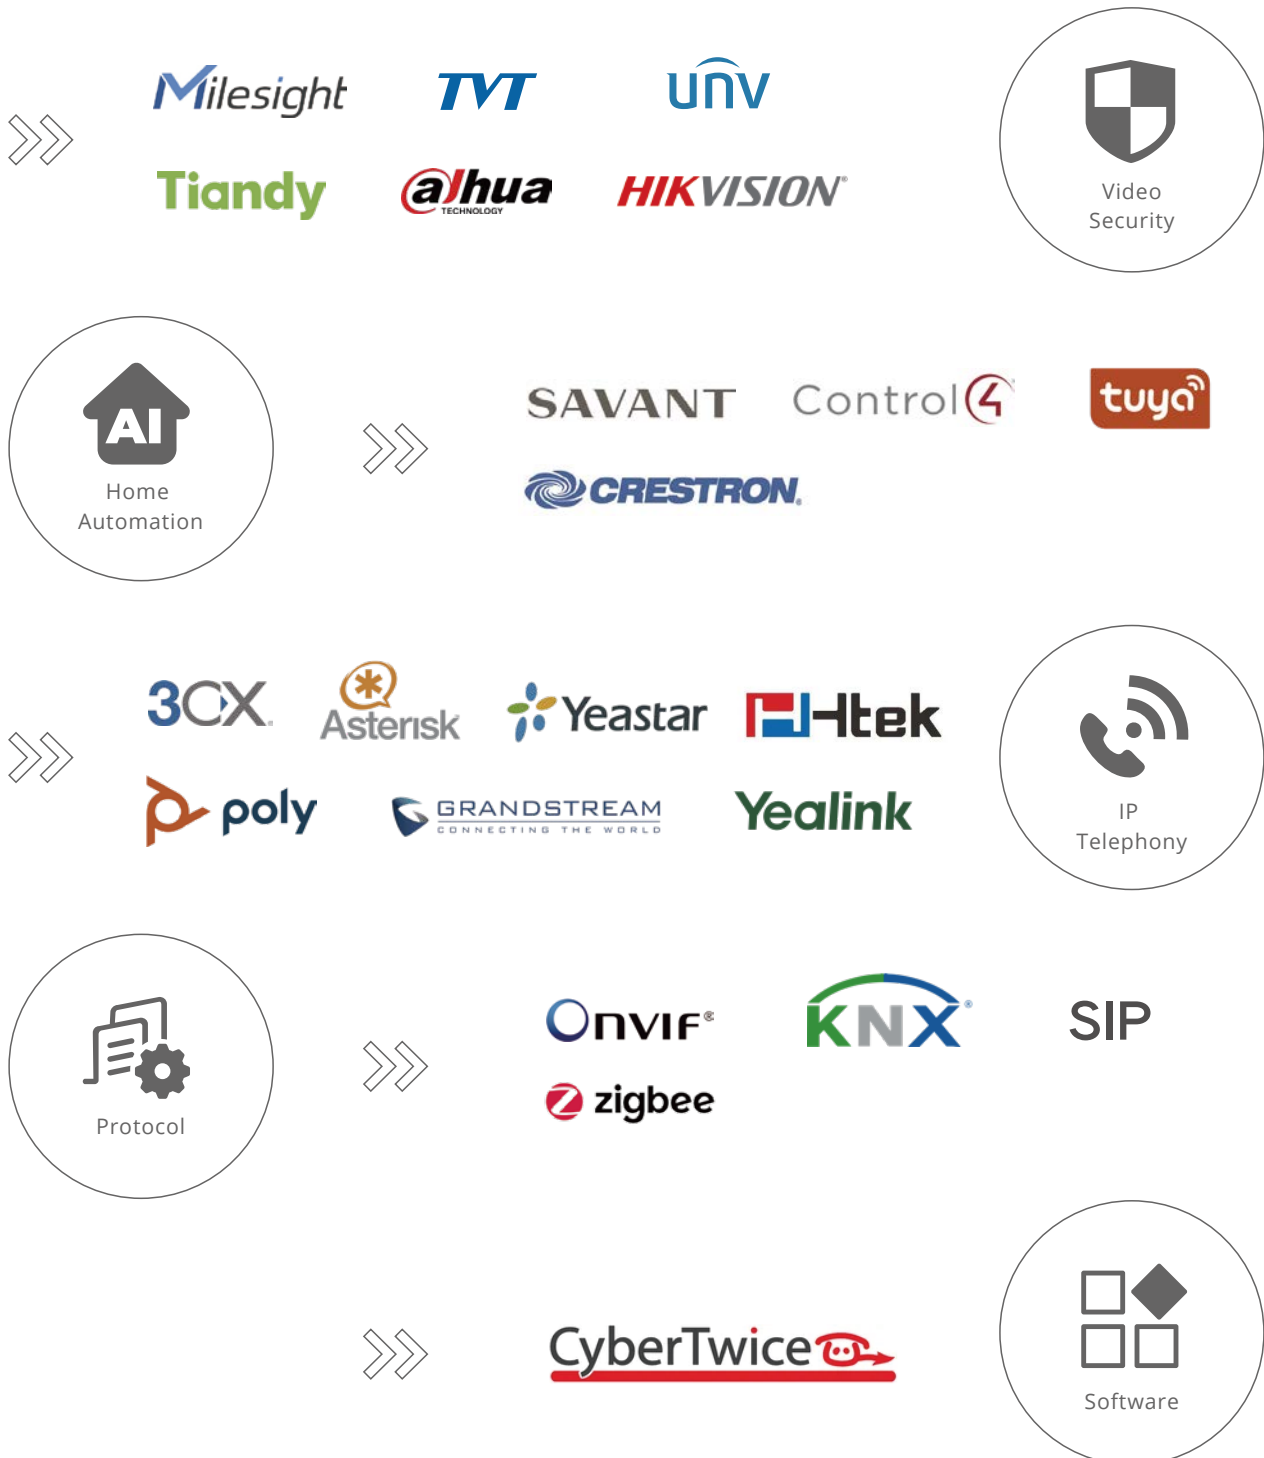 Milesight TVT unv
Tiandy alhua HIKVISION®
TECHNOLOGY
Video
Security
SAVANT Control4 tuya
AI
CRESTRON®
Home
Automation
3CX® Asterisk Yeastar Htek
poly GRANDSTREAM Yealink
CONNECTING THE WORLD
IP
Telephony
ONVIF® KNX® SIP
zigbee
Protocol
CyberTwice
Software